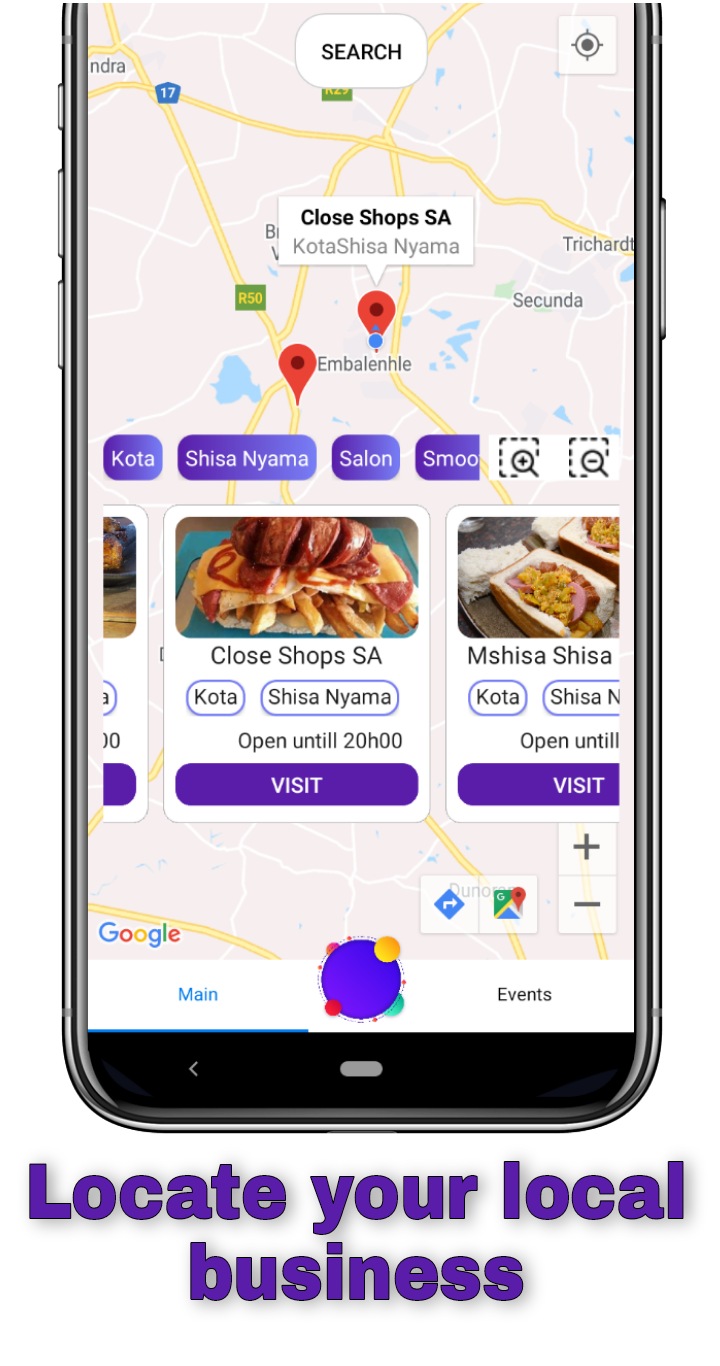 SEARCH
ndra
17
R29
Close Shops SA
KotaShisa Nyama
Trichardt
R50
Secunda
Embalenhle
Kota
Shisa Nyama
Salon
Smoo
Close Shops SA
Mshisa Shisa
a
Kota
Shisa Nyama
Kota
Shisa N
00
Open untill 20h00
Open untill
VISIT
VISIT
G
Google
Main
Events
Locate your local
business